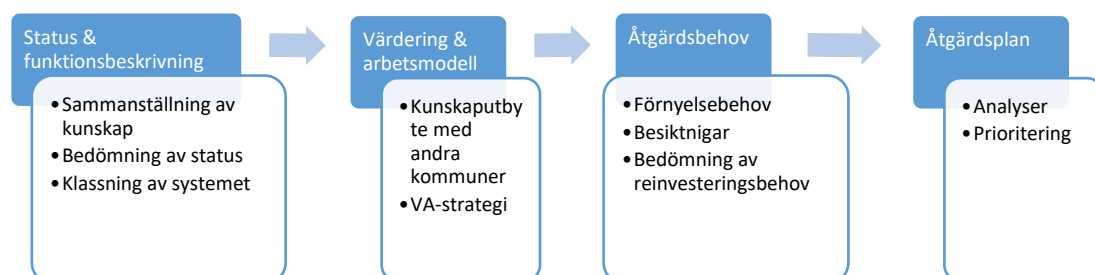 Status &
funktionsbeskrivning
• Sammanställning av
kunskap
• Bedömning av status
• Klassning av systemet
Värdering &
arbetsmodell
• Kunskaputby
te med
andra
kommuner
• VA-strategi
Åtgärdsbehov
• Förnyelsebehov
• Besiktnigar
• Bedömning av
reinvesteringsbehov
Åtgärdsplan
• Analyser
• Prioritering